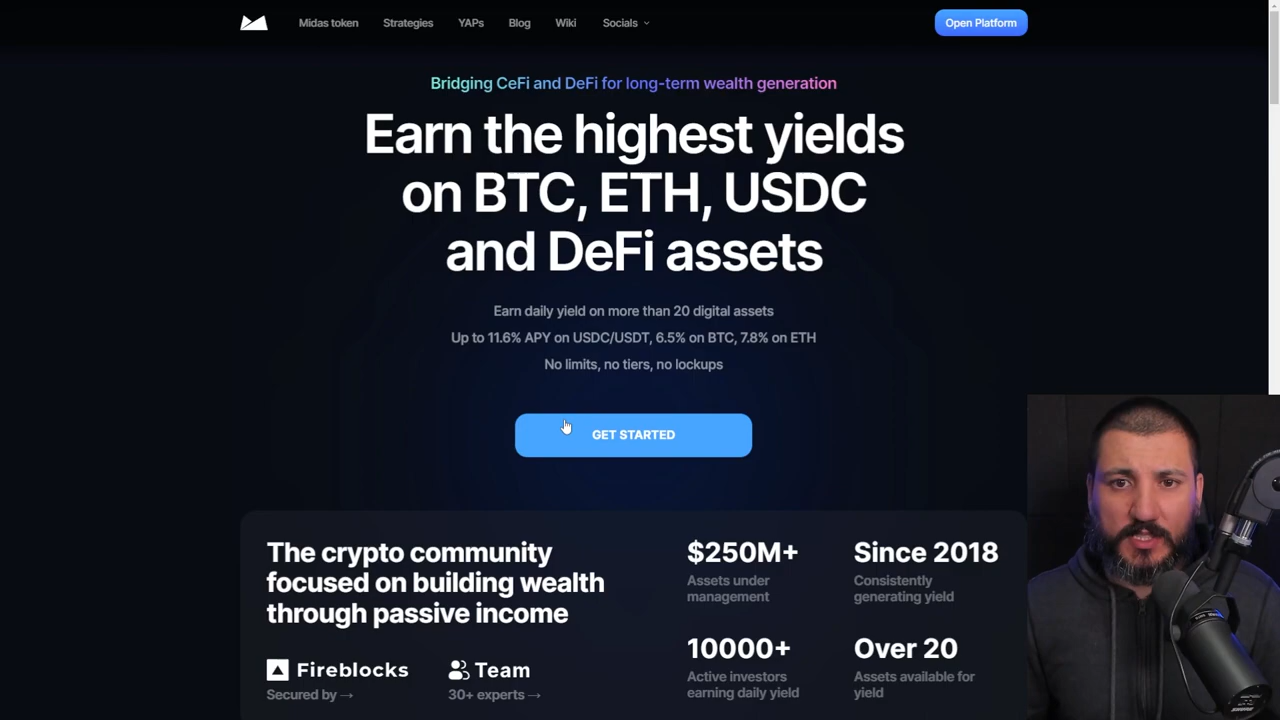 Midas token Strategies YAPs Blog Wiki Socials Open Platform
Bridging CeFi and DeFi for long-term wealth generation
Earn the highest yields
on BTC, ETH, USDC
and DeFi assets
Earn daily yield on more than 20 digital assets
Up to 11.6% APY on USDC/USDT, 6.5% on BTC, 7.8% on ETH
No limits, no tiers, no lockups
GET STARTED
The crypto community
focused on building wealth
through passive income
Fireblocks Team
Secured by → 30+ experts →
$250M+ Since 2018
Assets under Consistently
management generating yield
10000+ Over 20
Active investors Assets available for
earning daily yield yield